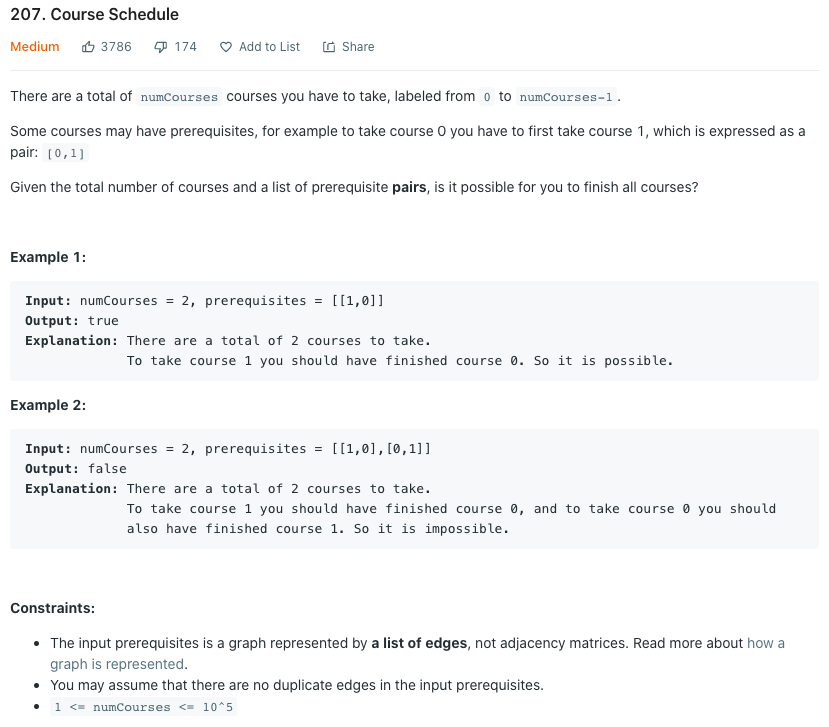 207. Course Schedule
Medium 3786 174 Add to List Share
There are a total of numCourses courses you have to take, labeled from 0 to numCourses-1.
Some courses may have prerequisites, for example to take course 0 you have to first take course 1, which is expressed as a
pair: [0,1]
Given the total number of courses and a list of prerequisite pairs, is it possible for you to finish all courses?
Example 1:
Input: numCourses = 2, prerequisites = [[1,0]]
Output: true
Explanation: There are a total of 2 courses to take.
To take course 1 you should have finished course 0. So it is possible.
Example 2:
Input: numCourses = 2, prerequisites = [[1,0],[0,1]]
Output: false
Explanation: There are a total of 2 courses to take.
To take course 1 you should have finished course 0, and to take course 0 you should
also have finished course 1. So it is impossible.
Constraints:
• The input prerequisites is a graph represented by a list of edges, not adjacency matrices. Read more about how a
graph is represented.
• You may assume that there are no duplicate edges in the input prerequisites.
• 1 <= numCourses <= 10^5